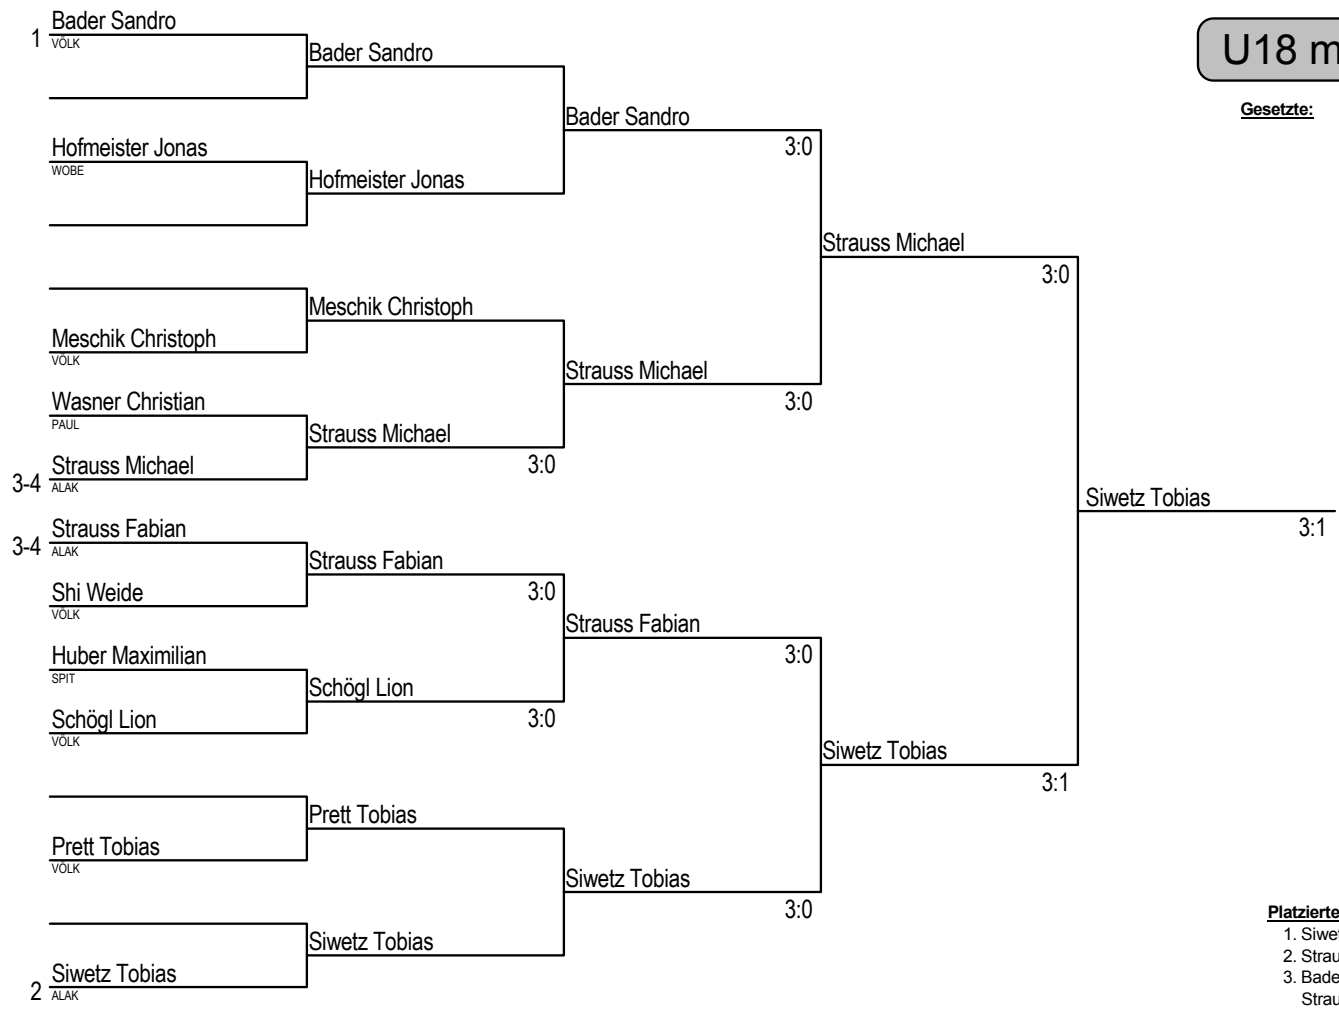 U18 m
Gesetzte:
Bader Sandro
1
VÖLK
Bader Sandro
Bader Sandro
3:0
Hofmeister Jonas
WOBE
Hofmeister Jonas
Strauss Michael
3:0
Meschik Christoph
Meschik Christoph
VÖLK
Strauss Michael
3:0
Wasner Christian
PAUL
Strauss Michael
3:0
Strauss Michael
3-4
ALAK
Siwetz Tobias
3:1
Strauss Fabian
3-4
ALAK
Strauss Fabian
3:0
Shi Weide
VÖLK
Strauss Fabian
3:0
Huber Maximilian
SPIT
Schögl Lion
3:0
Schögl Lion
VÖLK
Siwetz Tobias
3:1
Prett Tobias
Prett Tobias
VÖLK
Siwetz Tobias
3:0
Siwetz Tobias
Siwetz Tobias
2
ALAK
Platzierte
1. Siwe
2. Strau
3. Bade
Strau